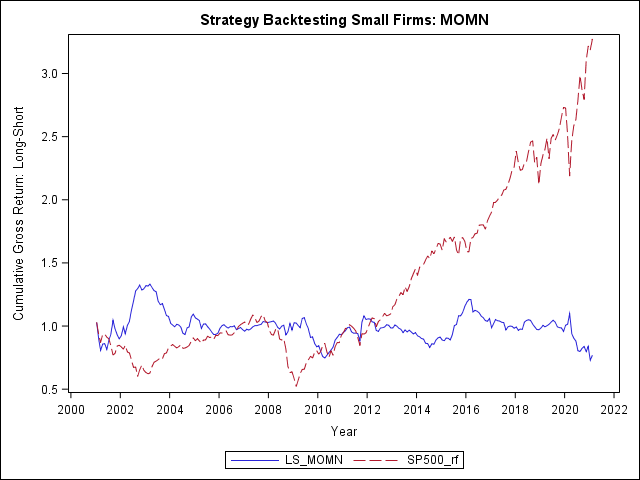 Strategy Backtesting Small Firms: MOMN
Cumulative Gross Return: Long-Short
3.0
2.5
2.0
1.5
1.0
0.5
2000 2002 2004 2006 2008 2010 2012 2014 2016 2018 2020 2022
Year
LS_MOMN SP500_rf